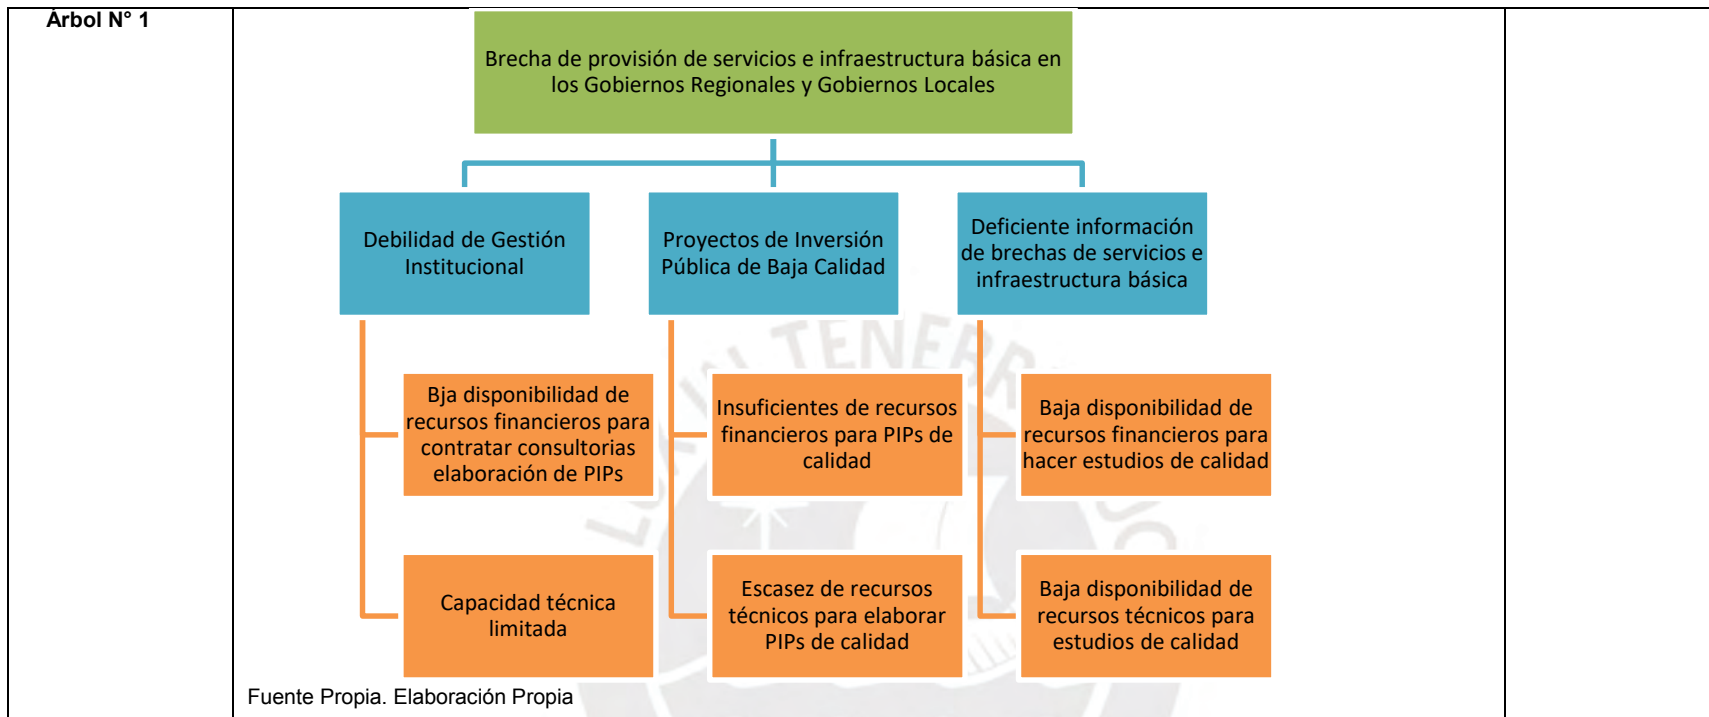 Árbol N° 1
Brecha de provisión de servicios e infraestructura básica en
los Gobiernos Regionales y Gobiernos Locales
Debilidad de Gestión
Institucional
Proyectos de Inversión
Pública de Baja Calidad
Deficiente información
de brechas de servicios e
infraestructura básica
Bja disponibilidad de
recursos financieros para
contratar consultorias
elaboración de PIPs
Insuficientes de recursos
financieros para PIPs de
calidad
Baja disponibilidad de
recursos financieros para
hacer estudios de calidad
Capacidad técnica
limitada
Escasez de recursos
técnicos para elaborar
PIPs de calidad
Baja disponibilidad de
recursos técnicos para
estudios de calidad
Fuente Propia. Elaboración Propia